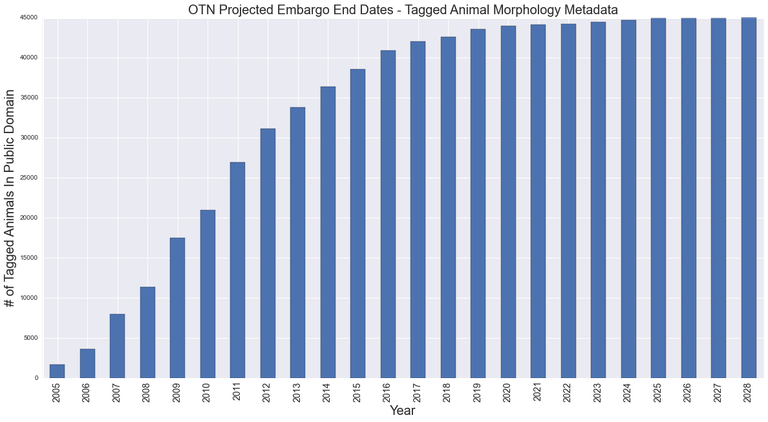 OTN Projected Embargo End Dates - Tagged Animal Morphology Metadata
# of Tagged Animals In Public Domain
45000
40000
35000
30000
25000
20000
15000
10000
5000
0
2005 2006 2007 2008 2009 2010 2011 2012 2013 2014 2015 2016 2017 2018 2019 2020 2021 2022 2023 2024 2025 2026 2027 2028
Year